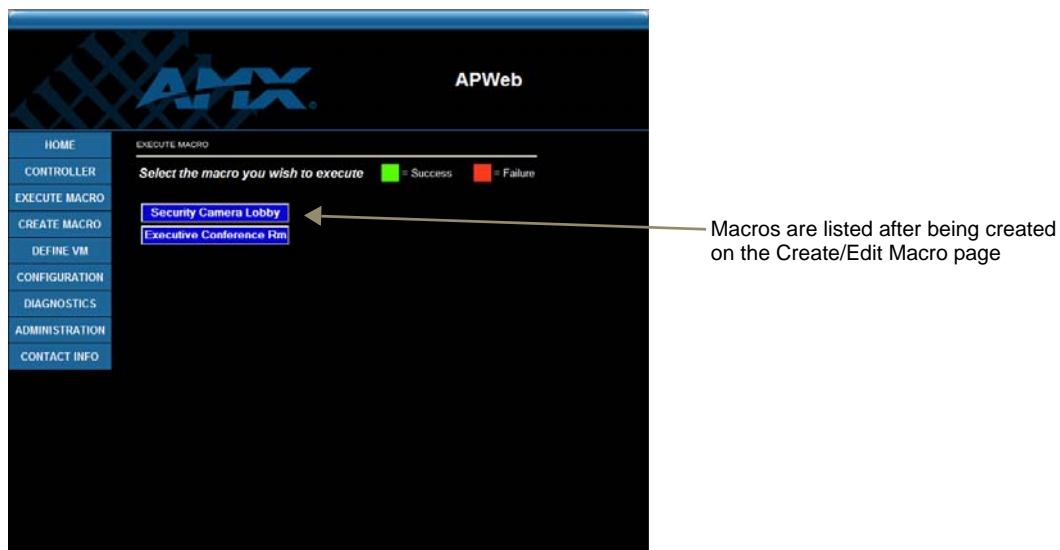 AMX
APWeb
HOME
CONTROLLER
EXECUTE MACRO
CREATE MACRO
DEFINE VM
CONFIGURATION
DIAGNOSTICS
ADMINISTRATION
CONTACT INFO
EXECUTE MACRO
Select the macro you wish to execute = Success = Failure
Security Camera Lobby
Executive Conference Rm
Macros are listed after being created
on the Create/Edit Macro page